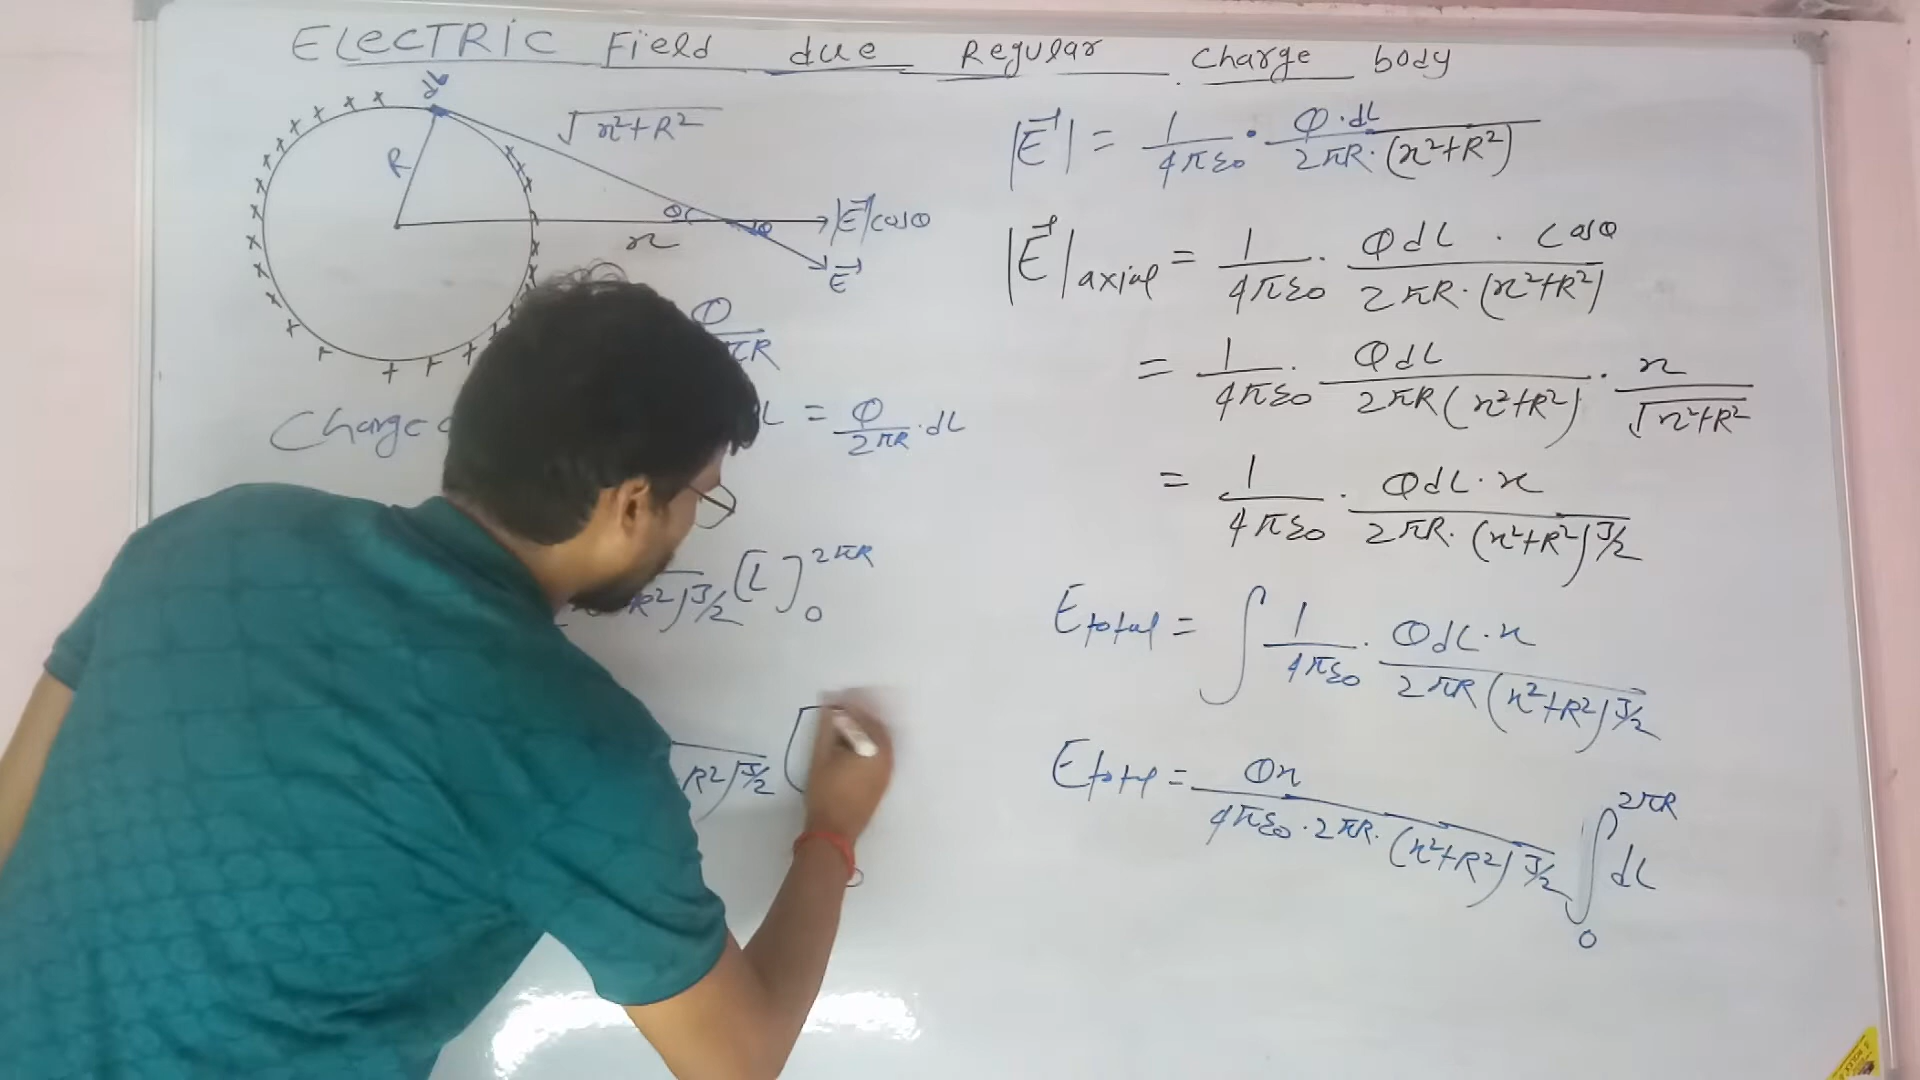 ELECTRIC Field due Regular Charge body
dL
√x²+R²
R
θ
θ
x
|E⃗|cosθ
E⃗
Q
πR
Charge
L = Q/2πR · dL
R²)^3/2 [L]₀^2πR
R²)^3/2 [
|E⃗| = 1/4πε₀ · Q·dL/2πR·(x²+R²)
|E⃗|axial = 1/4πε₀ · QdL · cosθ/2πR·(x²+R²)
= 1/4πε₀ · QdL/2πR(x²+R²) · x/√x²+R²
= 1/4πε₀ · QdL·x/2πR·(x²+R²)^3/2
Etotal = ∫ 1/4πε₀ · QdL·x/2πR(x²+R²)^3/2
Etotal = Qx/4πε₀·2πR·(x²+R²)^3/2 ∫₀^2πR dL